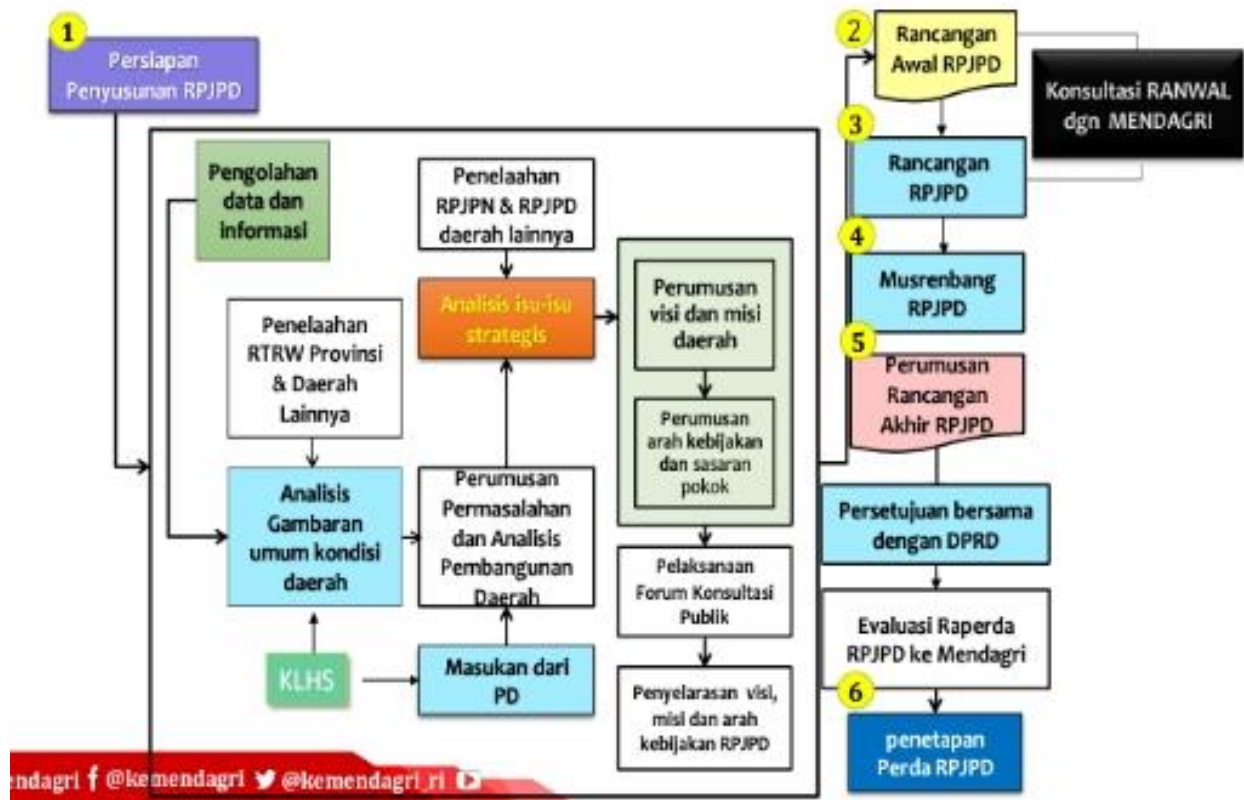 1
Persiapan
Penyusunan RPJPD
Pengolahan
data dan
informasi
Penelaahan
RTRW Provinsi
& Daerah
Lainnya
Analisis
Gambaran
umum kondisi
daerah
KLHS
Penelaahan
RPJPN & RPJPD
daerah lainnya
Analisis isu-isu
strategis
Perumusan
Permasalahan
dan Analisis
Pembangunan
Daerah
Masukan dari
PD
Perumusan
visi dan misi
daerah
Perumusan
arah kebijakan
dan sasaran
pokok
Pelaksanaan
Forum Konsultasi
Publik
Penyelarasan visi,
misi dan arah
kebijakan RPJPD
2
Rancangan
Awal RPJPD
Konsultasi RANWAL
dgn MENDAGRI
3
Rancangan
RPJPD
4
Musrenbang
RPJPD
5
Perumusan
Rancangan
Akhir RPJPD
Persetujuan bersama
dengan DPRD
Evaluasi Raperda
RPJPD ke Mendagri
6
penetapan
Perda RPJPD
endagri f @kemendagri @kemendagri_ri